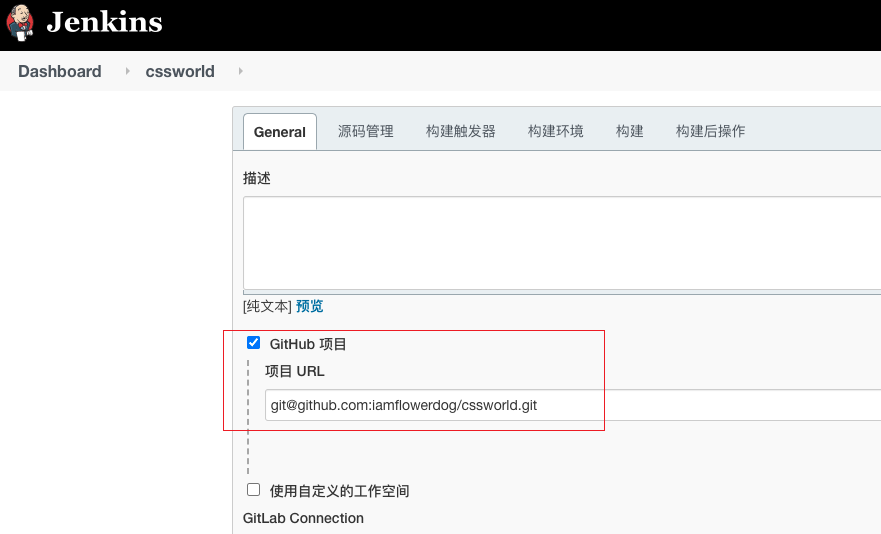 Jenkins
Dashboard cssworld
General 源码管理 构建触发器 构建环境 构建 构建后操作
描述
[纯文本] 预览
GitHub 项目
项目 URL
git@github.com:iamflowerdog/cssworld.git
使用自定义的工作空间
GitLab Connection